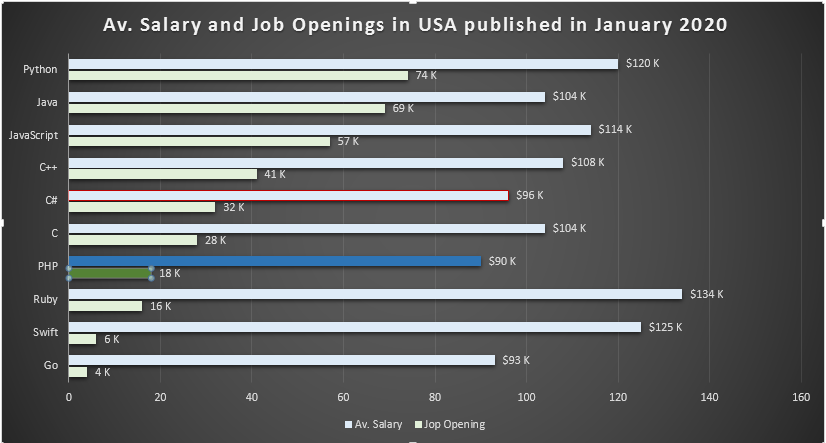 Av. Salary and Job Openings in USA published in January 2020
Python $120 K
74 K
Java $104 K
69 K
JavaScript $114 K
57 K
C++ $108 K
41 K
C# $96 K
32 K
C $104 K
28 K
PHP $90 K
18 K
Ruby $134 K
16 K
Swift $125 K
6 K
Go $93 K
4 K
0 20 40 60 80 100 120 140 160
Av. Salary Jop Opening